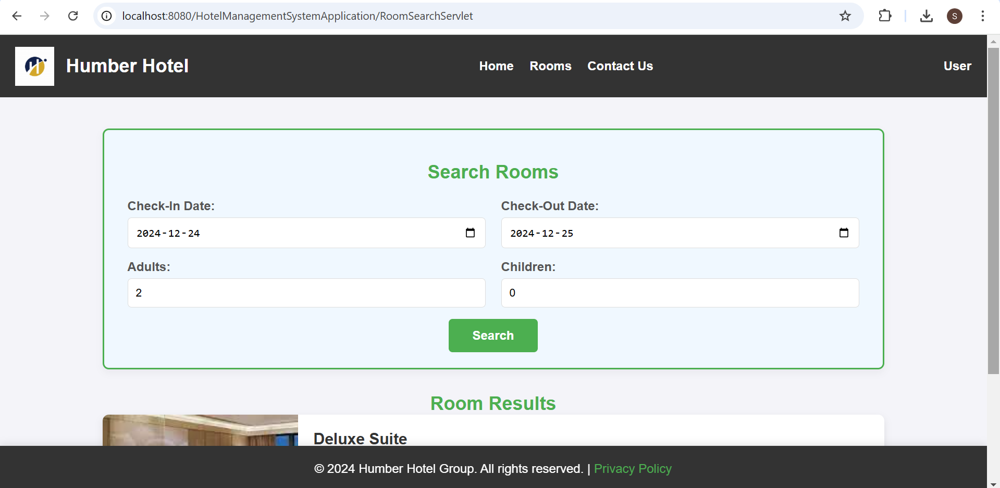 localhost:8080/HotelManagementSystemApplication/RoomSearchServlet
S
H
Humber Hotel
Home Rooms Contact Us
User
Search Rooms
Check-In Date: Check-Out Date:
2024-12-24 2024-12-25
Adults: Children:
2 0
Search
Room Results
Deluxe Suite
© 2024 Humber Hotel Group. All rights reserved. | Privacy Policy